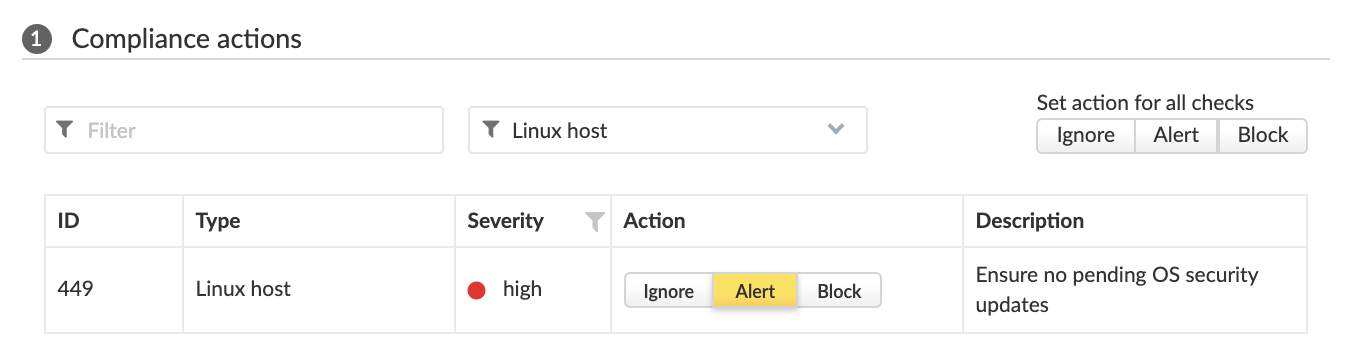 1 Compliance actions
Set action for all checks
Filter
Linux host
Ignore Alert Block
ID Type Severity Action Description
449 Linux host high Ignore Alert Block Ensure no pending OS security
updates